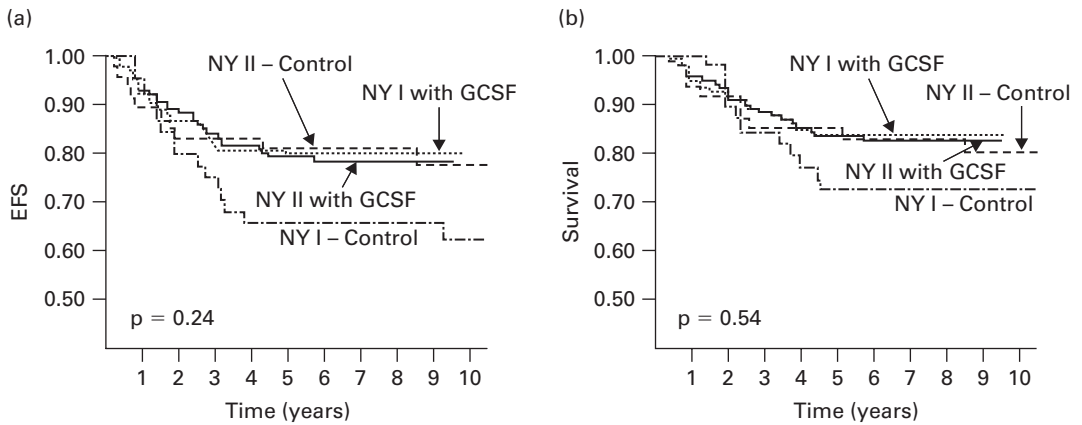 (a)
EFS
1.00
0.90
0.80
0.70
0.60
0.50
NY II – Control
NY I with GCSF
NY II with GCSF
NY I – Control
p = 0.24
1 2 3 4 5 6 7 8 9 10
Time (years)
(b)
Survival
1.00
0.90
0.80
0.70
0.60
0.50
NY I with GCSF
NY II – Control
NY II with GCSF
NY I – Control
p = 0.54
1 2 3 4 5 6 7 8 9 10
Time (years)